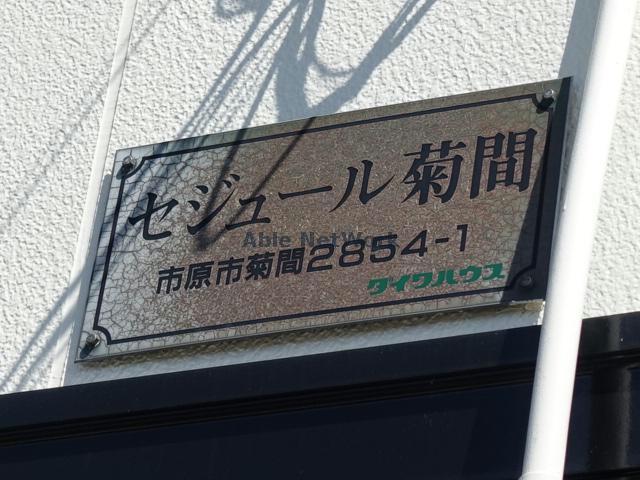 セジュール菊間
Able NetWork
市原市菊間2854-1
ダイワハウス